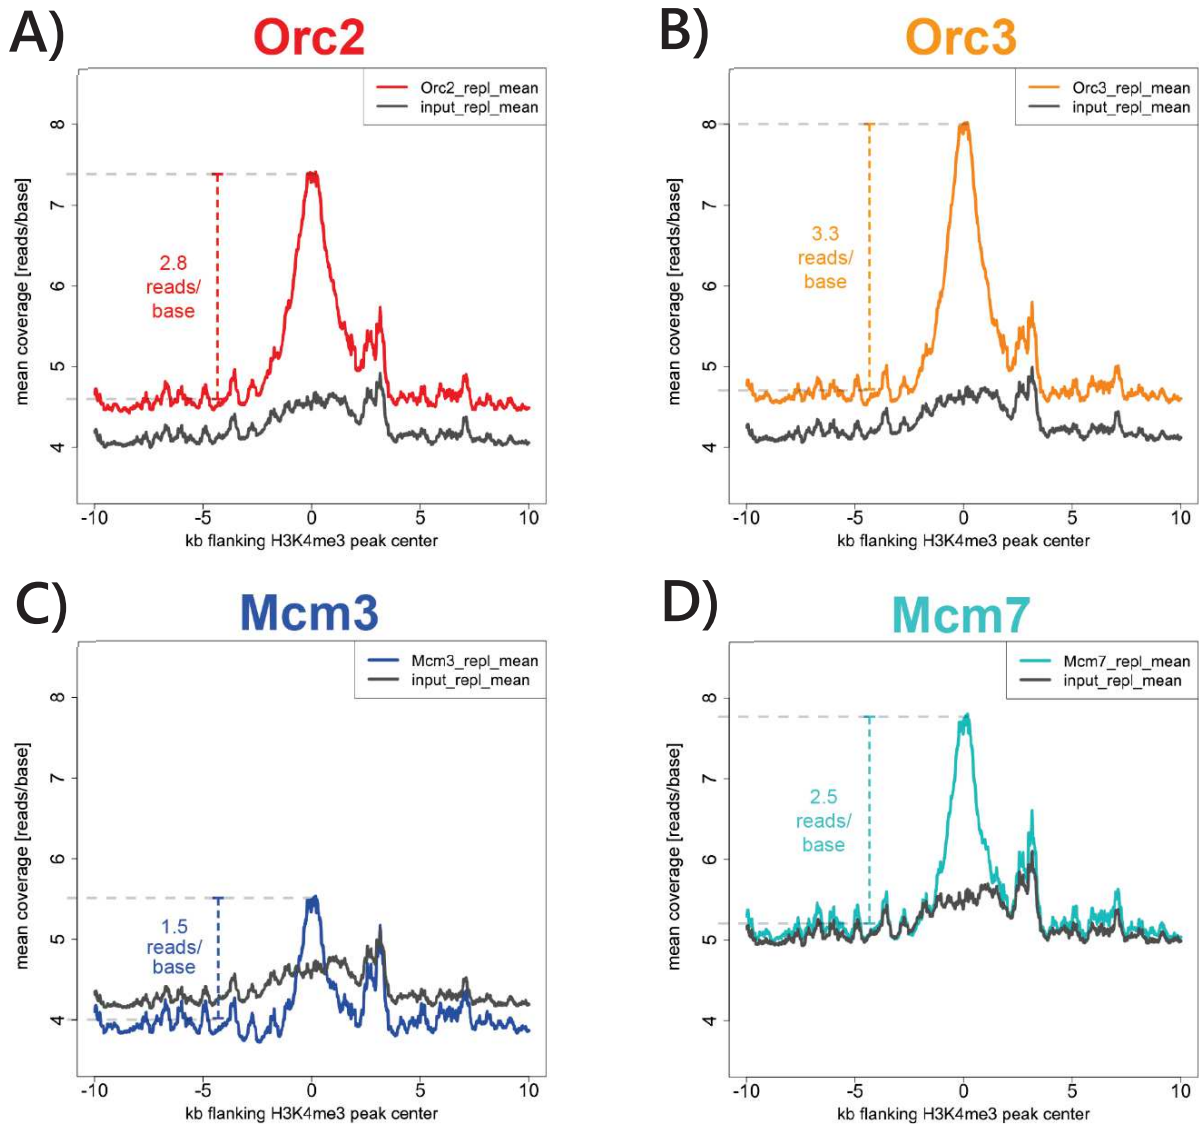 A)
Orc2
Orc2_repl_mean
input_repl_mean
mean coverage [reads/base]
8
7
6
5
4
2.8
reads/
base
-10
-5
0
5
10
kb flanking H3K4me3 peak center
B)
Orc3
Orc3_repl_mean
input_repl_mean
mean coverage [reads/base]
8
7
6
5
4
3.3
reads/
base
-10
-5
0
5
10
kb flanking H3K4me3 peak center
C)
Mcm3
Mcm3_repl_mean
input_repl_mean
mean coverage [reads/base]
8
7
6
5
4
1.5
reads/
base
-10
-5
0
5
10
kb flanking H3K4me3 peak center
D)
Mcm7
Mcm7_repl_mean
input_repl_mean
mean coverage [reads/base]
8
7
6
5
4
2.5
reads/
base
-10
-5
0
5
10
kb flanking H3K4me3 peak center